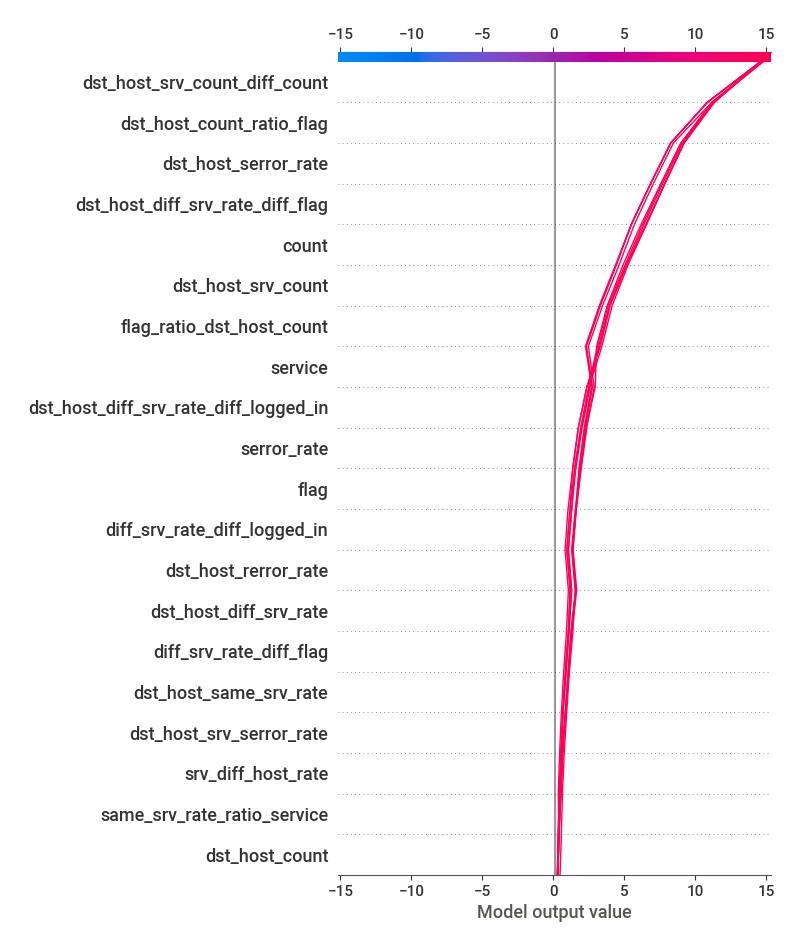 −15 −10 −5 0 5 10 15
dst_host_srv_count_diff_count
dst_host_count_ratio_flag
dst_host_serror_rate
dst_host_diff_srv_rate_diff_flag
count
dst_host_srv_count
flag_ratio_dst_host_count
service
dst_host_diff_srv_rate_diff_logged_in
serror_rate
flag
diff_srv_rate_diff_logged_in
dst_host_rerror_rate
dst_host_diff_srv_rate
diff_srv_rate_diff_flag
dst_host_same_srv_rate
dst_host_srv_serror_rate
srv_diff_host_rate
same_srv_rate_ratio_service
dst_host_count
−15 −10 −5 0 5 10 15
Model output value